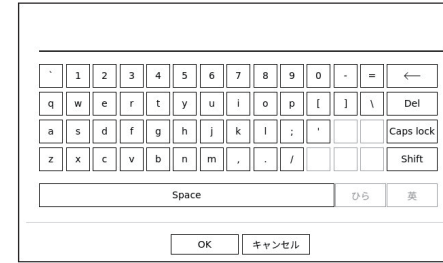 ` 1 2 3 4 5 6 7 8 9 0 - = ←
q w e r t y u i o p [ ] \ Del
a s d f g h j k l ; ' Caps lock
z x c v b n m , . / Shift
Space ひら 英
OK キャンセル